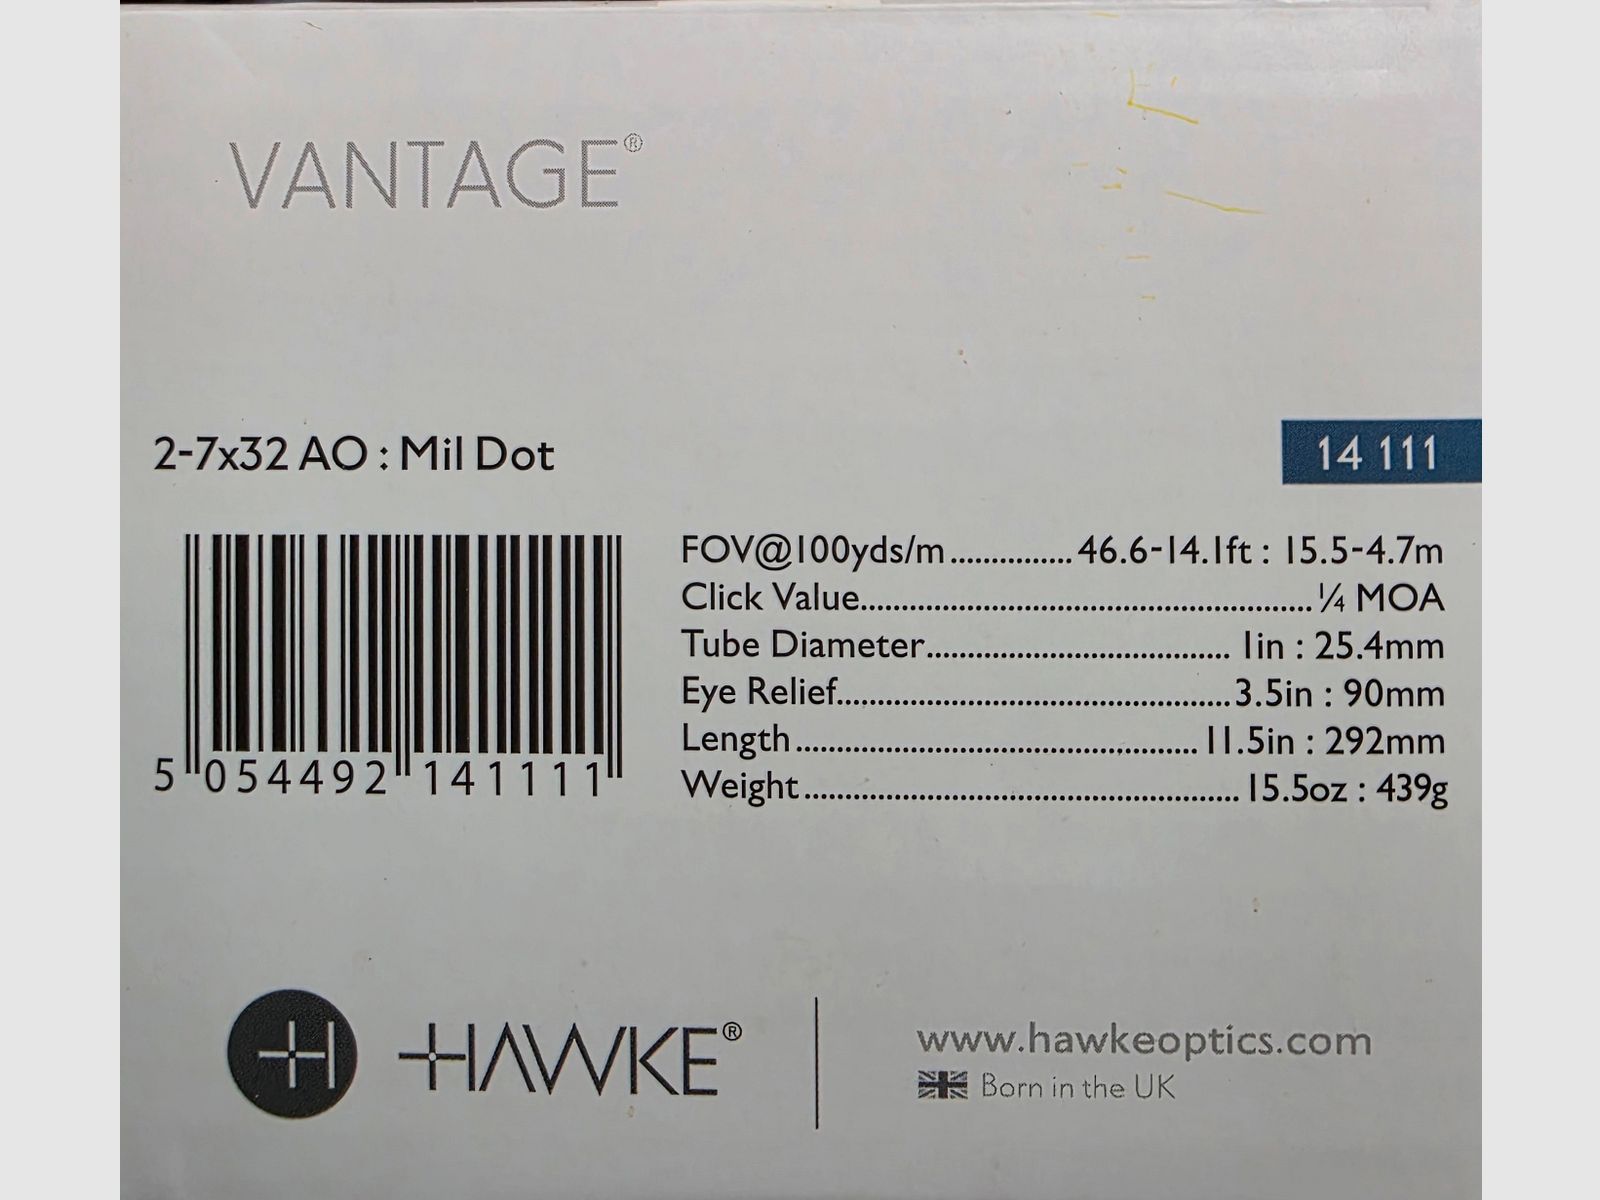 VANTAGE®
2-7x32 AO : Mil Dot
14 111
FOV@100yds/m...............46.6-14.1ft : 15.5-4.7m
Click Value........................................................¼ MOA
Tube Diameter...................................... 1in : 25.4mm
Eye Relief.................................................3.5in : 90mm
Length.................................................. 11.5in : 292mm
Weight......................................................15.5oz : 439g
5 054492 141111
HAWKE®
www.hawkeoptics.com
Born in the UK